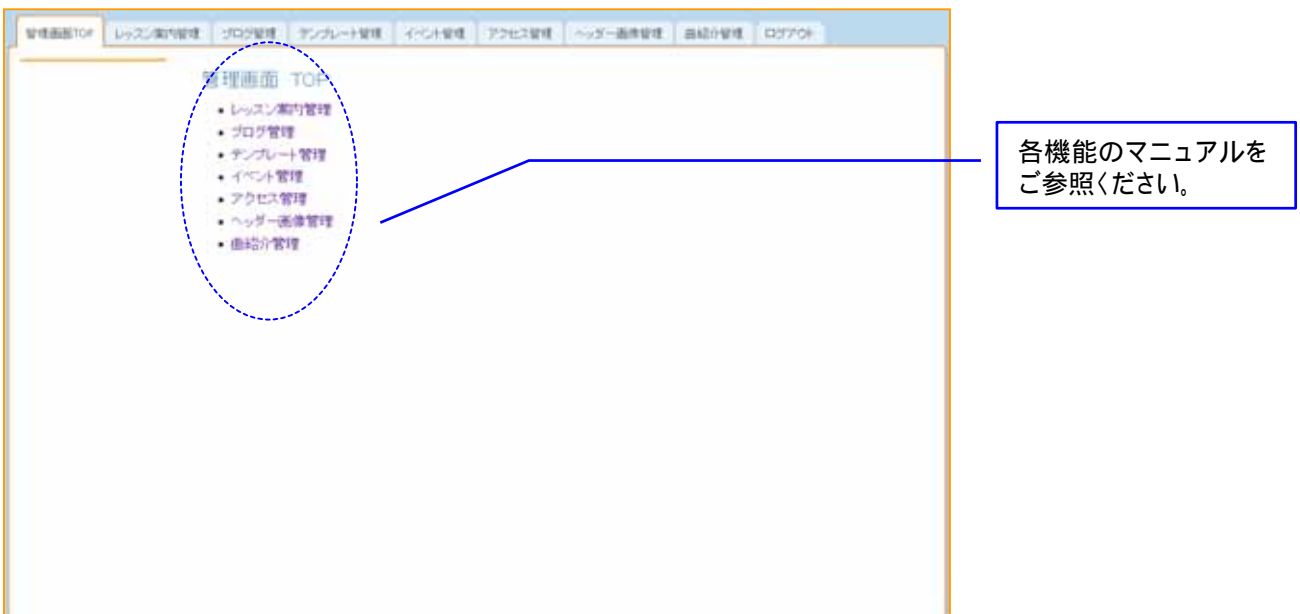 管理画面TOP レッスン案内管理 ブログ管理 テンプレート管理 イベント管理 アクセス管理 ヘッダー画像管理 曲紹介管理 ログアウト
管理画面 TOP
• レッスン案内管理
• ブログ管理
• テンプレート管理
• イベント管理
• アクセス管理
• ヘッダー画像管理
• 曲紹介管理
各機能のマニュアルを
ご参照ください。